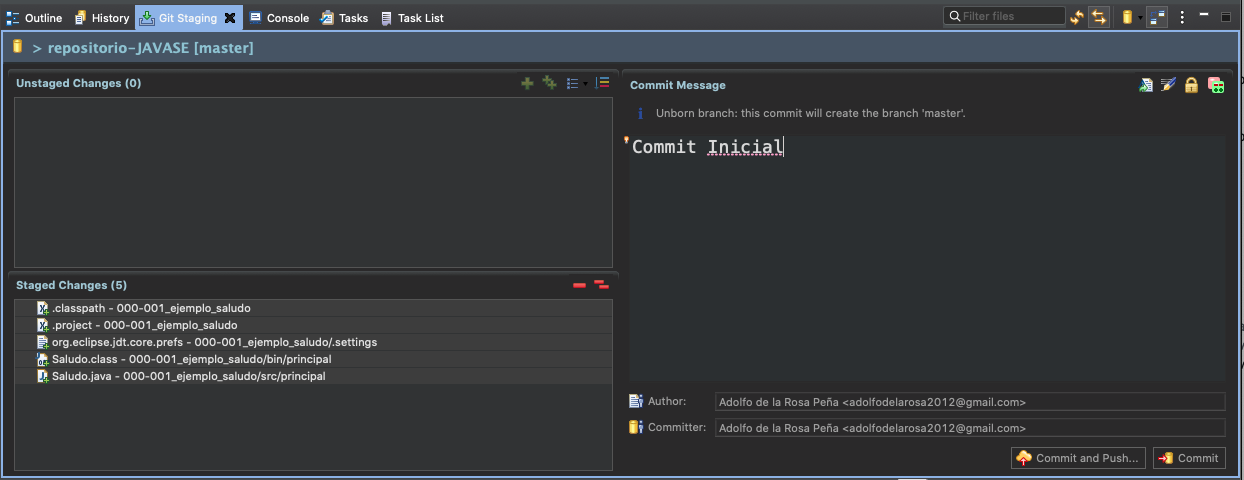 Outline History Git Staging Console Tasks Task List Filter files
> repositorio-JAVASE [master]
Unstaged Changes (0)
Commit Message
Unborn branch: this commit will create the branch 'master'.
Commit Inicial
Staged Changes (5)
.classpath - 000-001_ejemplo_saludo
.project - 000-001_ejemplo_saludo
org.eclipse.jdt.core.prefs - 000-001_ejemplo_saludo/.settings
Saludo.class - 000-001_ejemplo_saludo/bin/principal
Saludo.java - 000-001_ejemplo_saludo/src/principal
Author: Adolfo de la Rosa Peña <adolfodelarosa2012@gmail.com>
Committer: Adolfo de la Rosa Peña <adolfodelarosa2012@gmail.com>
Commit and Push... Commit